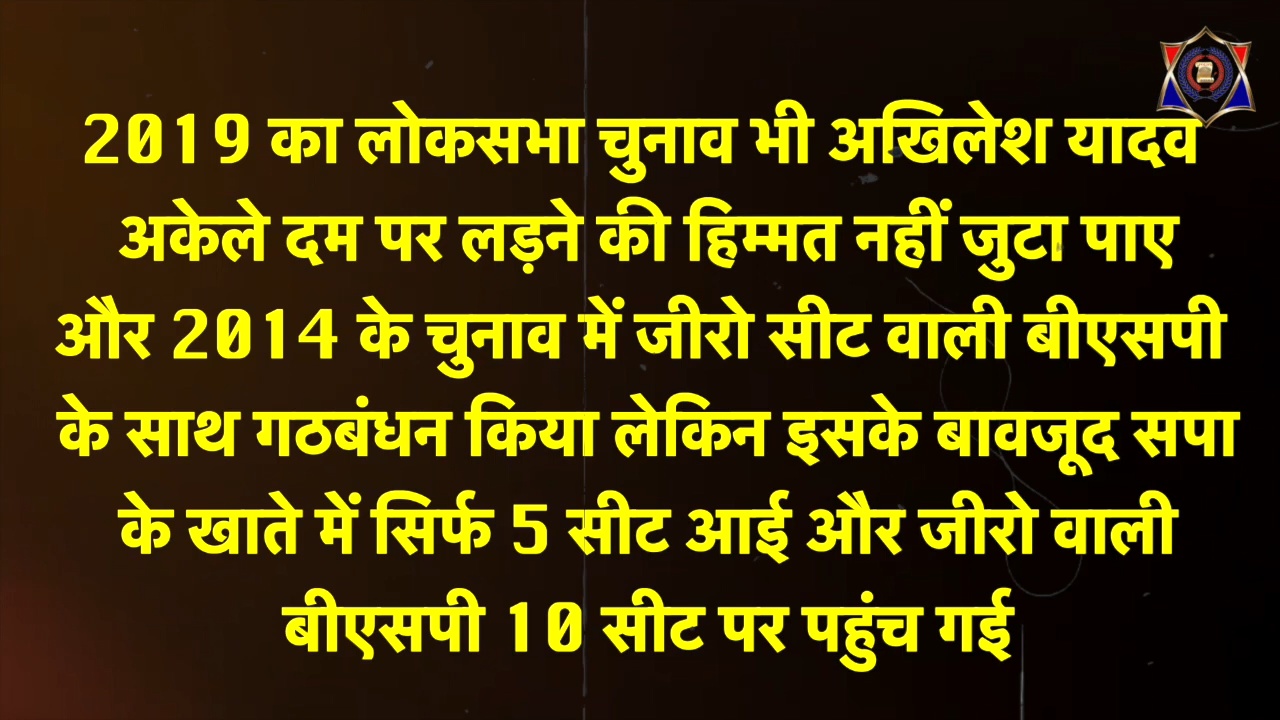 2019 का लोकसभा चुनाव भी अखिलेश यादव
अकेले दम पर लड़ने की हिम्मत नहीं जुटा पाए
और 2014 के चुनाव में जीरो सीट वाली बीएसपी
के साथ गठबंधन किया लेकिन इसके बावजूद सपा
के खाते में सिर्फ 5 सीट आई और जीरो वाली
बीएसपी 10 सीट पर पहुंच गई